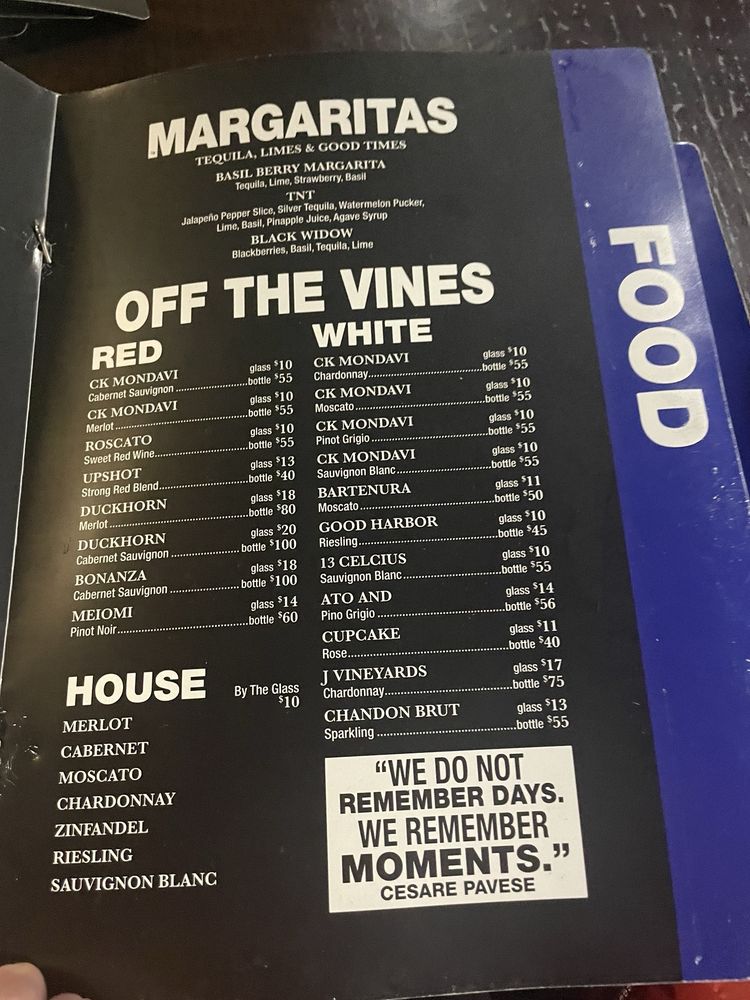 MARGARITAS
TEQUILA, LIMES & GOOD TIMES
BASIL BERRY MARGARITA
Tequila, Lime, Strawberry, Basil
TNT
Jalapeño Pepper Slice, Silver Tequila, Watermelon Pucker,
Lime, Basil, Pinapple Juice, Agave Syrup
BLACK WIDOW
Blackberries, Basil, Tequila, Lime
OFF THE VINES
RED
CK MONDAVI glass $10
Cabernet Sauvignon ........ bottle $55
CK MONDAVI glass $10
Merlot ........ bottle $55
ROSCATO glass $10
Sweet Red Wine ........ bottle $55
UPSHOT glass $13
Strong Red Blend ........ bottle $40
DUCKHORN glass $18
Merlot ........ bottle $80
DUCKHORN glass $20
Cabernet Sauvignon ........ bottle $100
BONANZA glass $18
Cabernet Sauvignon ........ bottle $100
MEIOMI glass $14
Pinot Noir ........ bottle $60
HOUSE By The Glass
$10
MERLOT
CABERNET
MOSCATO
CHARDONNAY
ZINFANDEL
RIESLING
SAUVIGNON BLANC
WHITE
CK MONDAVI glass $10
Chardonnay ........ bottle $55
CK MONDAVI glass $10
Moscato ........ bottle $55
CK MONDAVI glass $10
Pinot Grigio ........ bottle $55
CK MONDAVI glass $10
Sauvignon Blanc ........ bottle $55
BARTENURA glass $11
Moscato ........ bottle $50
GOOD HARBOR glass $10
Riesling ........ bottle $45
13 CELCIUS glass $10
Sauvignon Blanc ........ bottle $55
ATO AND glass $14
Pino Grigio ........ bottle $56
CUPCAKE glass $11
Rose ........ bottle $40
J VINEYARDS glass $17
Chardonnay ........ bottle $75
CHANDON BRUT glass $13
Sparkling ........ bottle $55
“WE DO NOT
REMEMBER DAYS.
WE REMEMBER
MOMENTS.”
CESARE PAVESE
FOOD